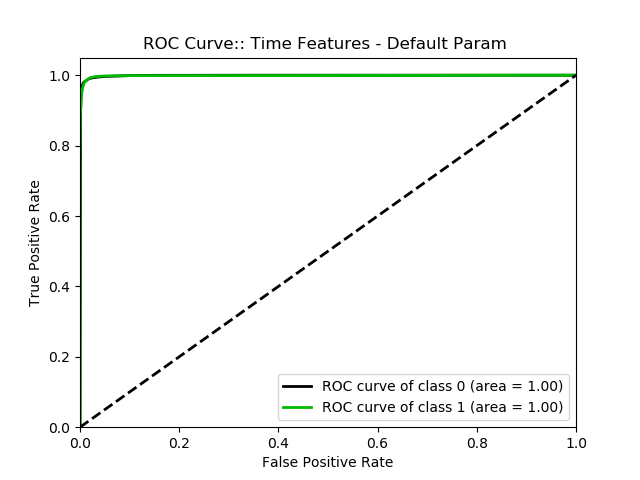 ROC Curve:: Time Features - Default Param
1.0
0.8
0.6
0.4
0.2
0.0
True Positive Rate
ROC curve of class 0 (area = 1.00)
ROC curve of class 1 (area = 1.00)
0.0 0.2 0.4 0.6 0.8 1.0
False Positive Rate